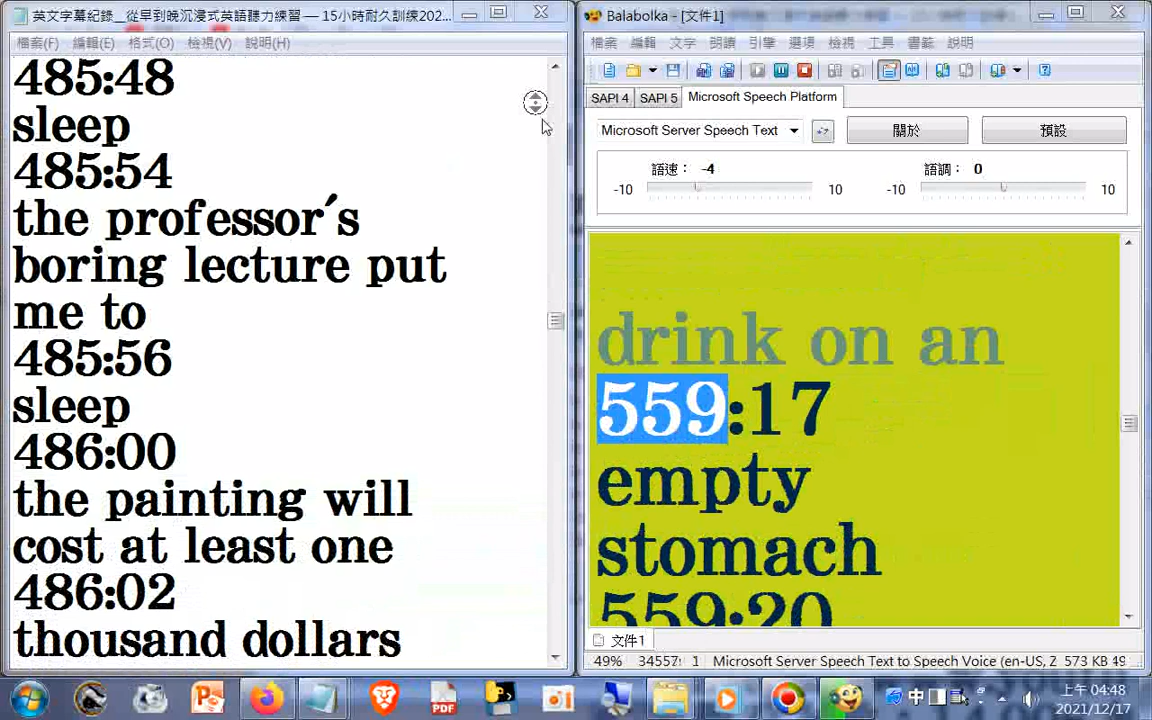 英文字幕紀錄__從早到晚沉浸式英語聽力練習 — 15小時耐久訓練202...
檔案(F) 編輯(E) 格式(O) 檢視(V) 說明(H)
485:48
sleep
485:54
the professor´s
boring lecture put
me to
485:56
sleep
486:00
the painting will
cost at least one
486:02
thousand dollars
Balabolka - [文件1]
檔案 編輯 文字 朗讀 引擎 選項 檢視 工具 書籤 說明
SAPI 4 SAPI 5 Microsoft Speech Platform
Microsoft Server Speech Text 關於 預設
語速： -4 語調： 0
-10 10 -10 10
drink on an
559:17
empty
stomach
559:20
文件1
49% 34557 1 Microsoft Server Speech Text to Speech Voice (en-US, Z 573 KB 49
PDF 中 上午 04:48
2021/12/17